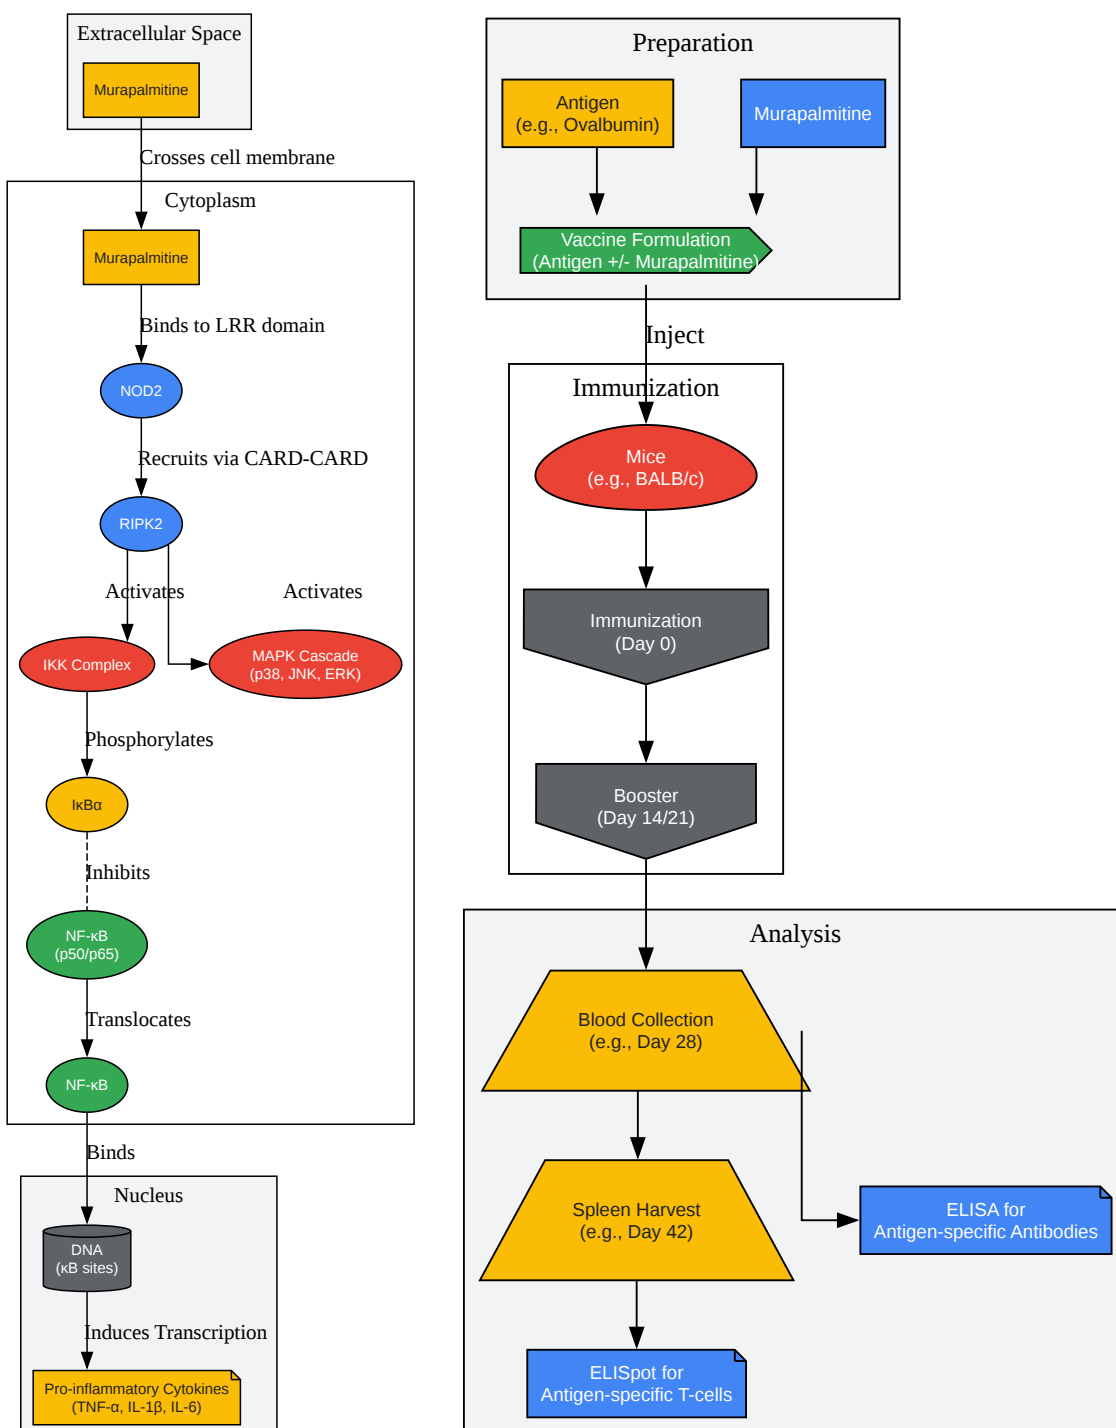 Extracellular Space
Murapalmitine
Crosses cell membrane
Cytoplasm
Murapalmitine
Binds to LRR domain
NOD2
Recruits via CARD-CARD
RIPK2
Activates
Activates
IKK Complex
MAPK Cascade
(p38, JNK, ERK)
Phosphorylates
IκBα
Inhibits
NF-κB
(p50/p65)
Translocates
NF-κB
Binds
Nucleus
DNA
(κB sites)
Induces Transcription
Pro-inflammatory Cytokines
(TNF-α, IL-1β, IL-6)
Preparation
Antigen
(e.g., Ovalbumin)
Murapalmitine
Vaccine Formulation
(Antigen +/- Murapalmitine)
Inject
Immunization
Mice
(e.g., BALB/c)
Immunization
(Day 0)
Booster
(Day 14/21)
Analysis
Blood Collection
(e.g., Day 28)
Spleen Harvest
(e.g., Day 42)
ELISA for
Antigen-specific Antibodies
ELISpot for
Antigen-specific T-cells